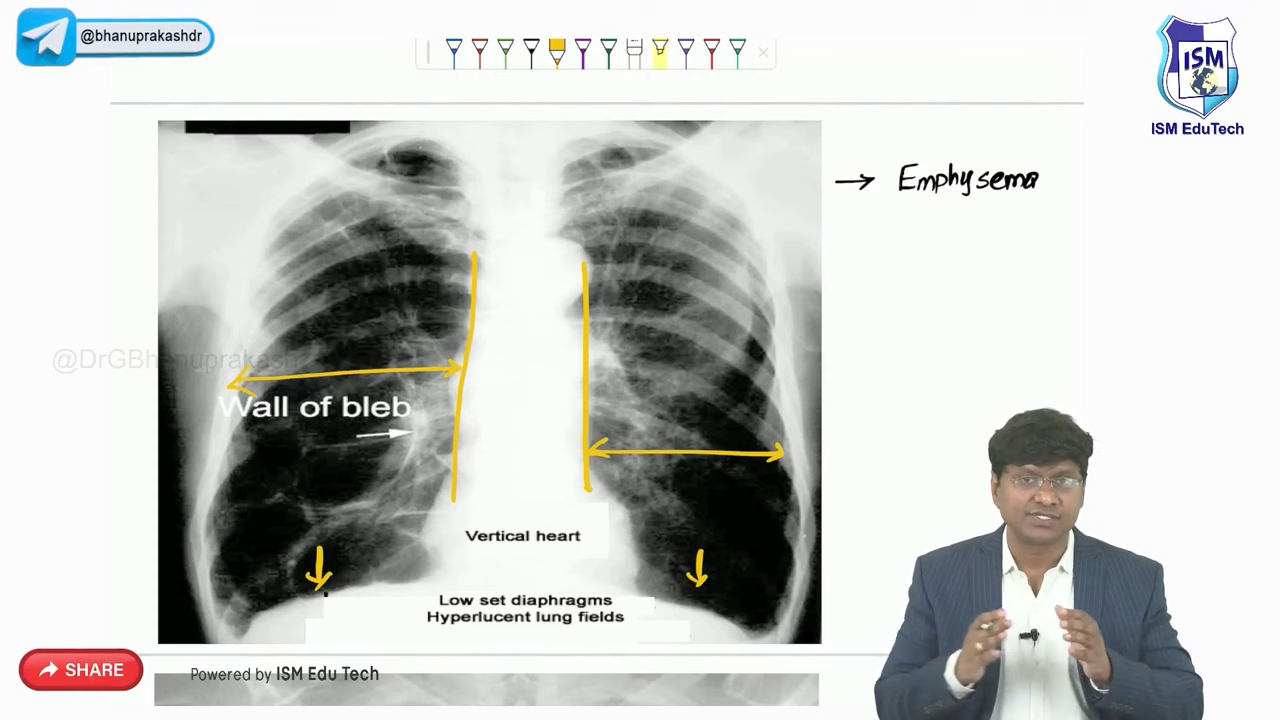 @bhanuprakashdr
ISM
ISM EduTech
→ Emphysema
@DrGBhanuprakash
Wall of bleb
Vertical heart
Low set diaphragms
Hyperlucent lung fields
SHARE
Powered by ISM Edu Tech